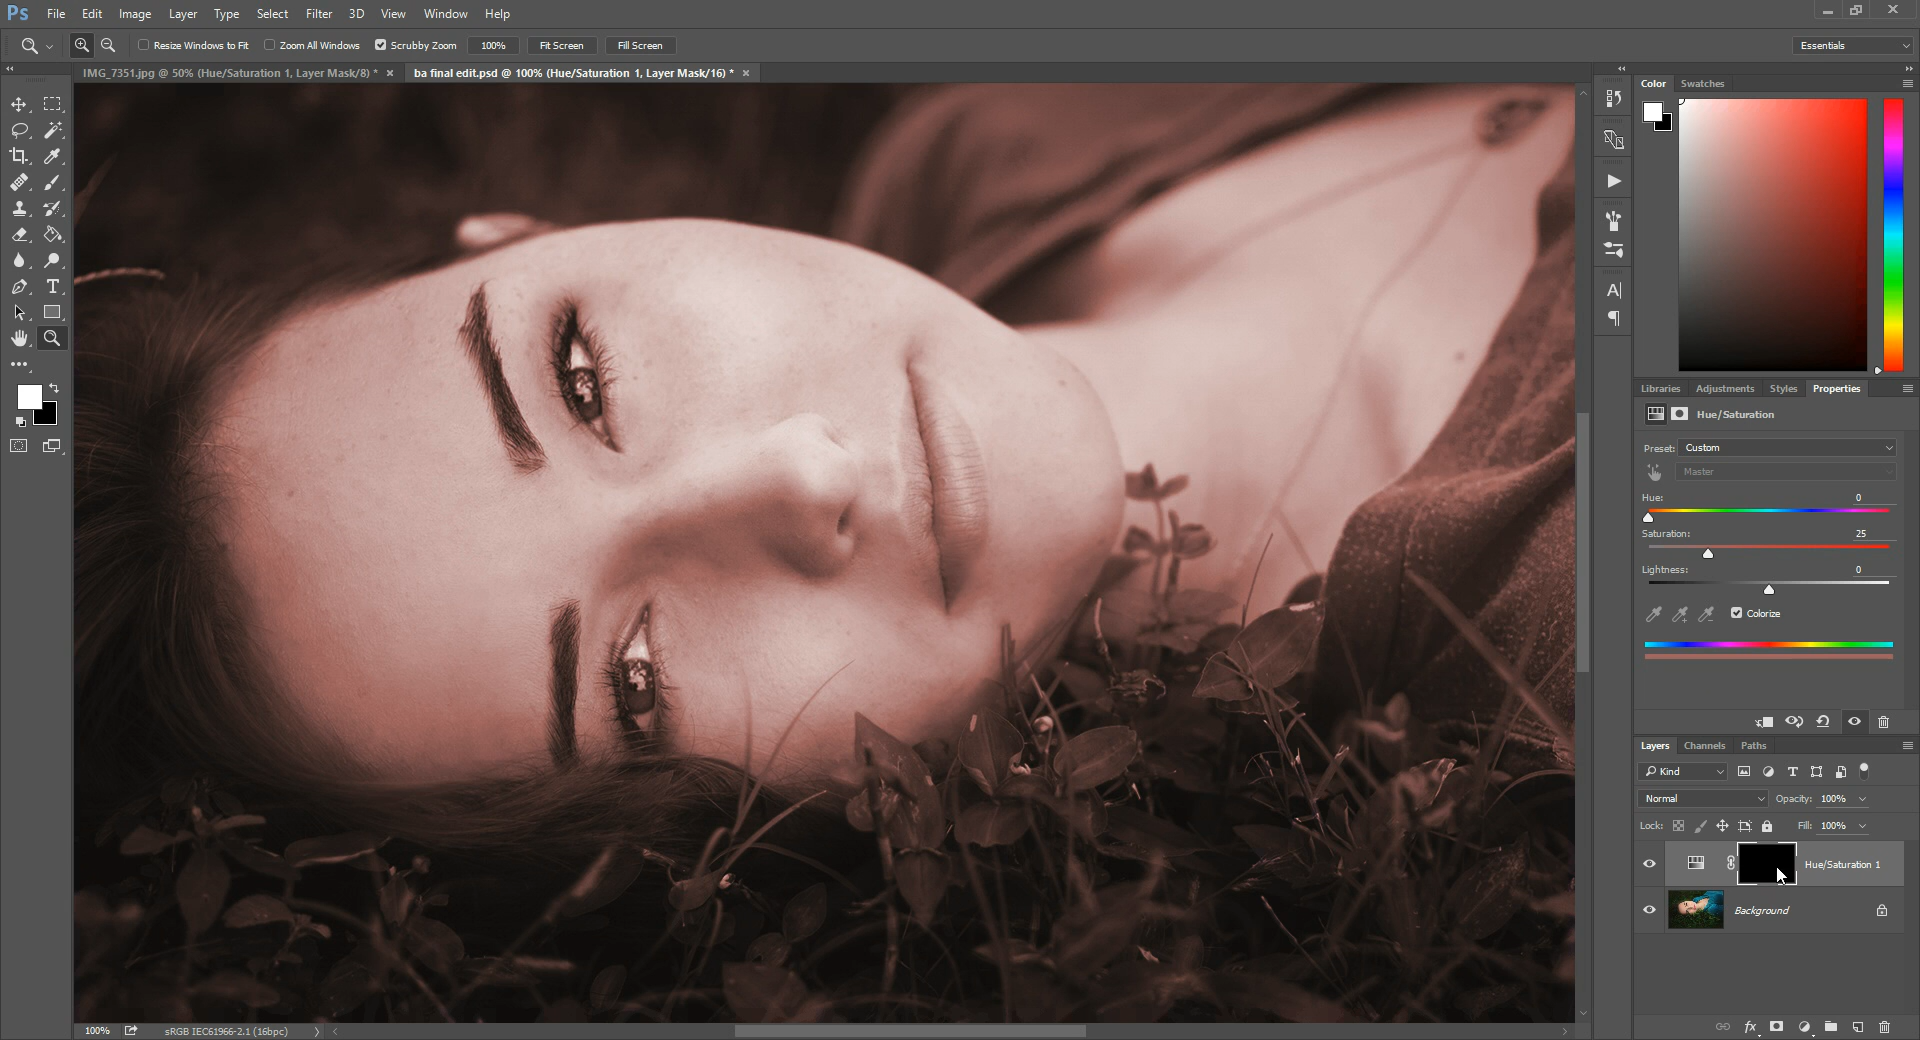 Ps File Edit Image Layer Type Select Filter 3D View Window Help
Resize Windows to Fit Zoom All Windows Scrubby Zoom 100% Fit Screen Fill Screen Essentials
IMG_7351.jpg @ 50% (Hue/Saturation 1, Layer Mask/8) * × ba final edit.psd @ 100% (Hue/Saturation 1, Layer Mask/16) * ×
Color Swatches
Libraries Adjustments Styles Properties
Hue/Saturation
Preset: Custom
Master
Hue: 0
Saturation: 25
Lightness: 0
Colorize
Layers Channels Paths
Kind
Normal Opacity: 100%
Lock: Fill: 100%
Hue/Saturation 1
Background
100% sRGB IEC61966-2.1 (16bpc)
fx